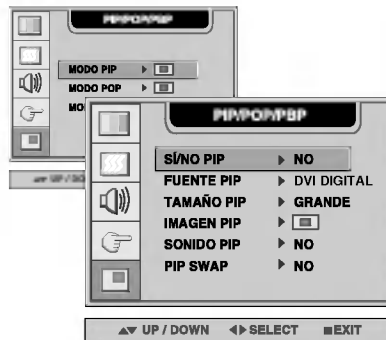 PIP/POP/PBP
MODO PIP
MODO POP
MO
PIP/POP/PBP
SÍ/NO PIP ▶ NO
FUENTE PIP ▶ DVI DIGITAL
TAMAÑO PIP ▶ GRANDE
IMAGEN PIP ▶
SONIDO PIP ▶ NO
PIP SWAP ▶ NO
▲▼ UP / DOWN ◀▶ SELECT ■ EXIT